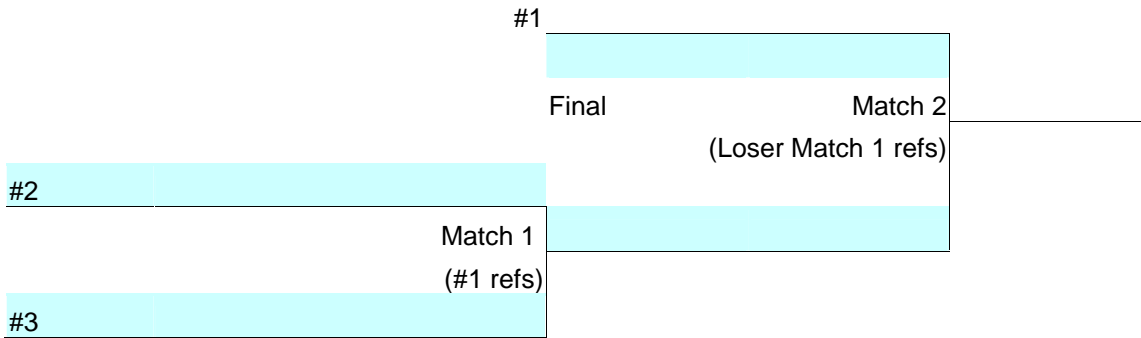 #1
Final Match 2
(Loser Match 1 refs)
#2
Match 1
(#1 refs)
#3